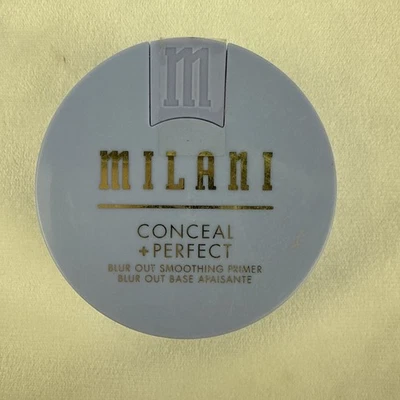 m
MILANI
CONCEAL
+PERFECT
BLUR OUT SMOOTHING PRIMER
BLUR OUT BASE APAISANTE